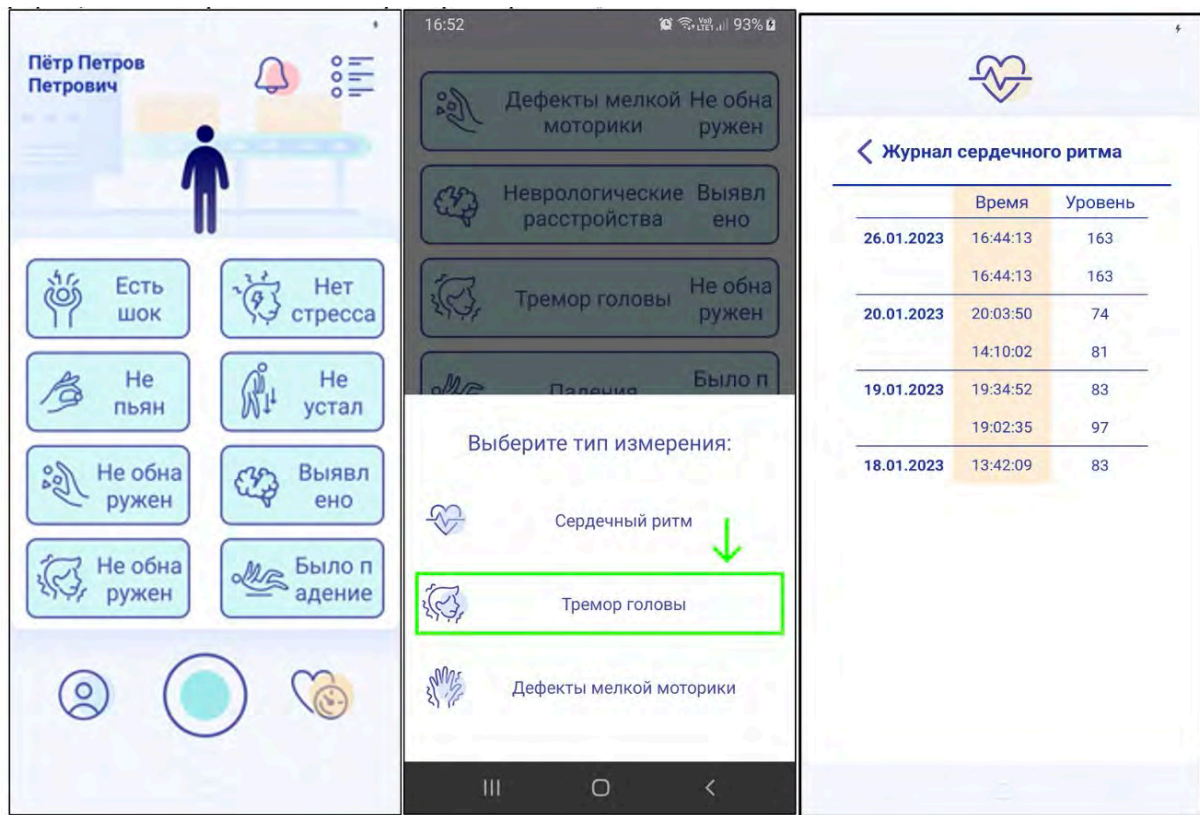 Пётр Петров
Петрович
Есть
шок
Нет
стресса
Не
пьян
Не
устал
Не обна
ружен
Выявл
ено
Не обна
ружен
Было п
адение
16:52
93%
Дефекты мелкой
моторики
Не обна
ружен
Неврологические
расстройства
Выявл
ено
Тремор головы
Не обна
ружен
Падения
Было п
Выберите тип измерения:
Сердечный ритм
Тремор головы
Дефекты мелкой моторики
Журнал сердечного ритма
Время Уровень
26.01.2023 16:44:13 163
16:44:13 163
20.01.2023 20:03:50 74
14:10:02 81
19.01.2023 19:34:52 83
19:02:35 97
18.01.2023 13:42:09 83